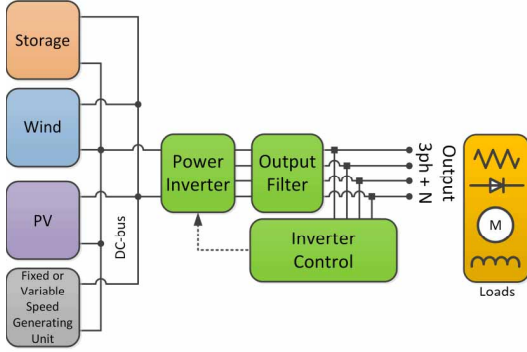 Storage
Wind
PV
Fixed or
Variable
Speed
Generating
Unit
DC-bus
Power
Inverter
Output
Filter
Inverter
Control
Output
3ph + N
M
Loads